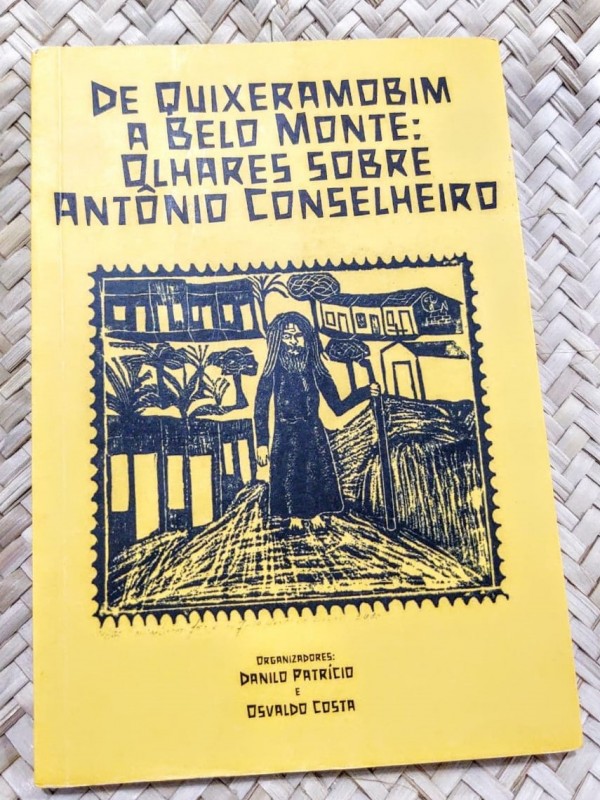 DE QUIXERAMOBIM
A BELO MONTE:
OLHARES SOBRE
ANTÔNIO CONSELHEIRO
ORGANIZADORES:
DANILO PATRÍCIO
E
OSVALDO COSTA